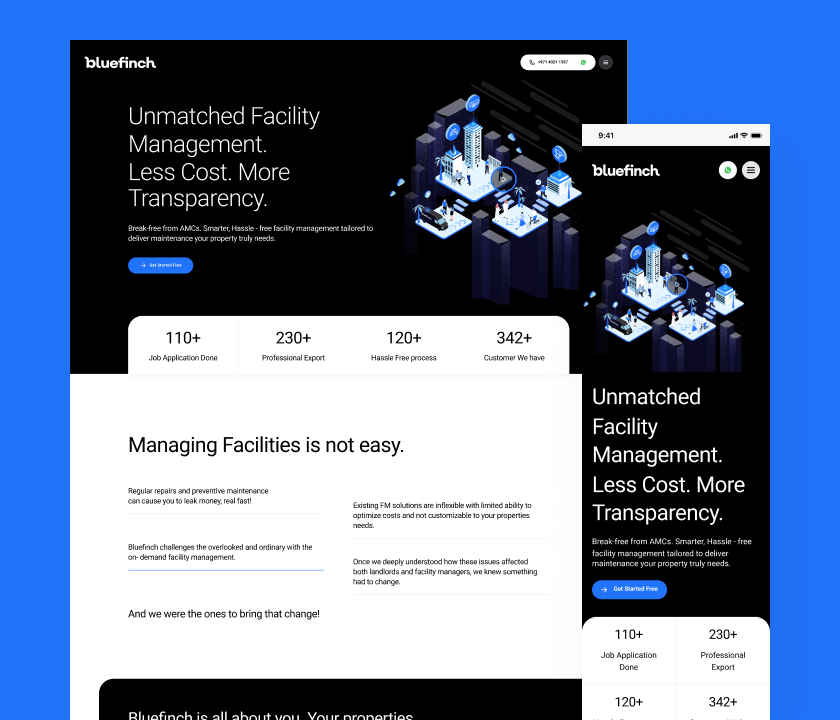 bluefinch.
+971 4321 1337
Unmatched Facility
Management.
Less Cost. More
Transparency.
Break-free from AMCs. Smarter, Hassle - free facility management tailored to
deliver maintenance your property truly needs.
Get Started Free
110+
Job Application Done
230+
Professional Export
120+
Hassle Free process
342+
Customer We have
Managing Facilities is not easy.
Regular repairs and preventive maintenance
can cause you to leak money, real fast!
Bluefinch challenges the overlooked and ordinary with the
on- demand facility management.
And we were the ones to bring that change!
Existing FM solutions are inflexible with limited ability to
optimize costs and not customizable to your properties
needs.
Once we deeply understood how these issues affected
both landlords and facility managers, we knew something
had to change.
Bluefinch is all about you. Your properties
9:41
bluefinch.
Unmatched
Facility
Management.
Less Cost. More
Transparency.
Break-free from AMCs. Smarter, Hassle - free
facility management tailored to deliver
maintenance your property truly needs.
Get Started Free
110+
Job Application
Done
230+
Professional
Export
120+
342+